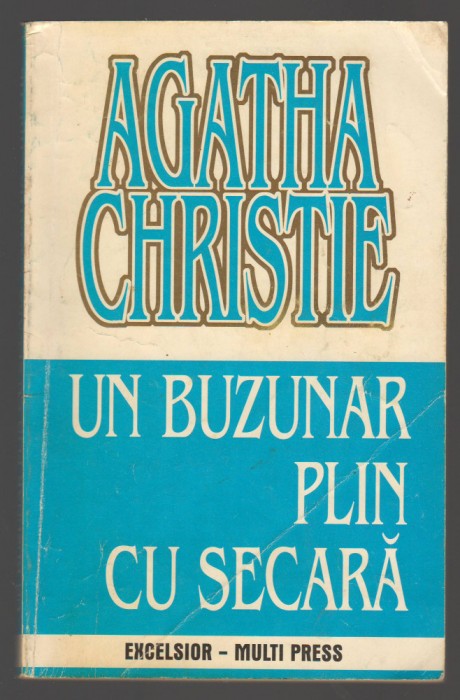 AGATHA
CHRISTIE
UN BUZUNAR
PLIN
CU SECARĂ
EXCELSIOR – MULTI PRESS